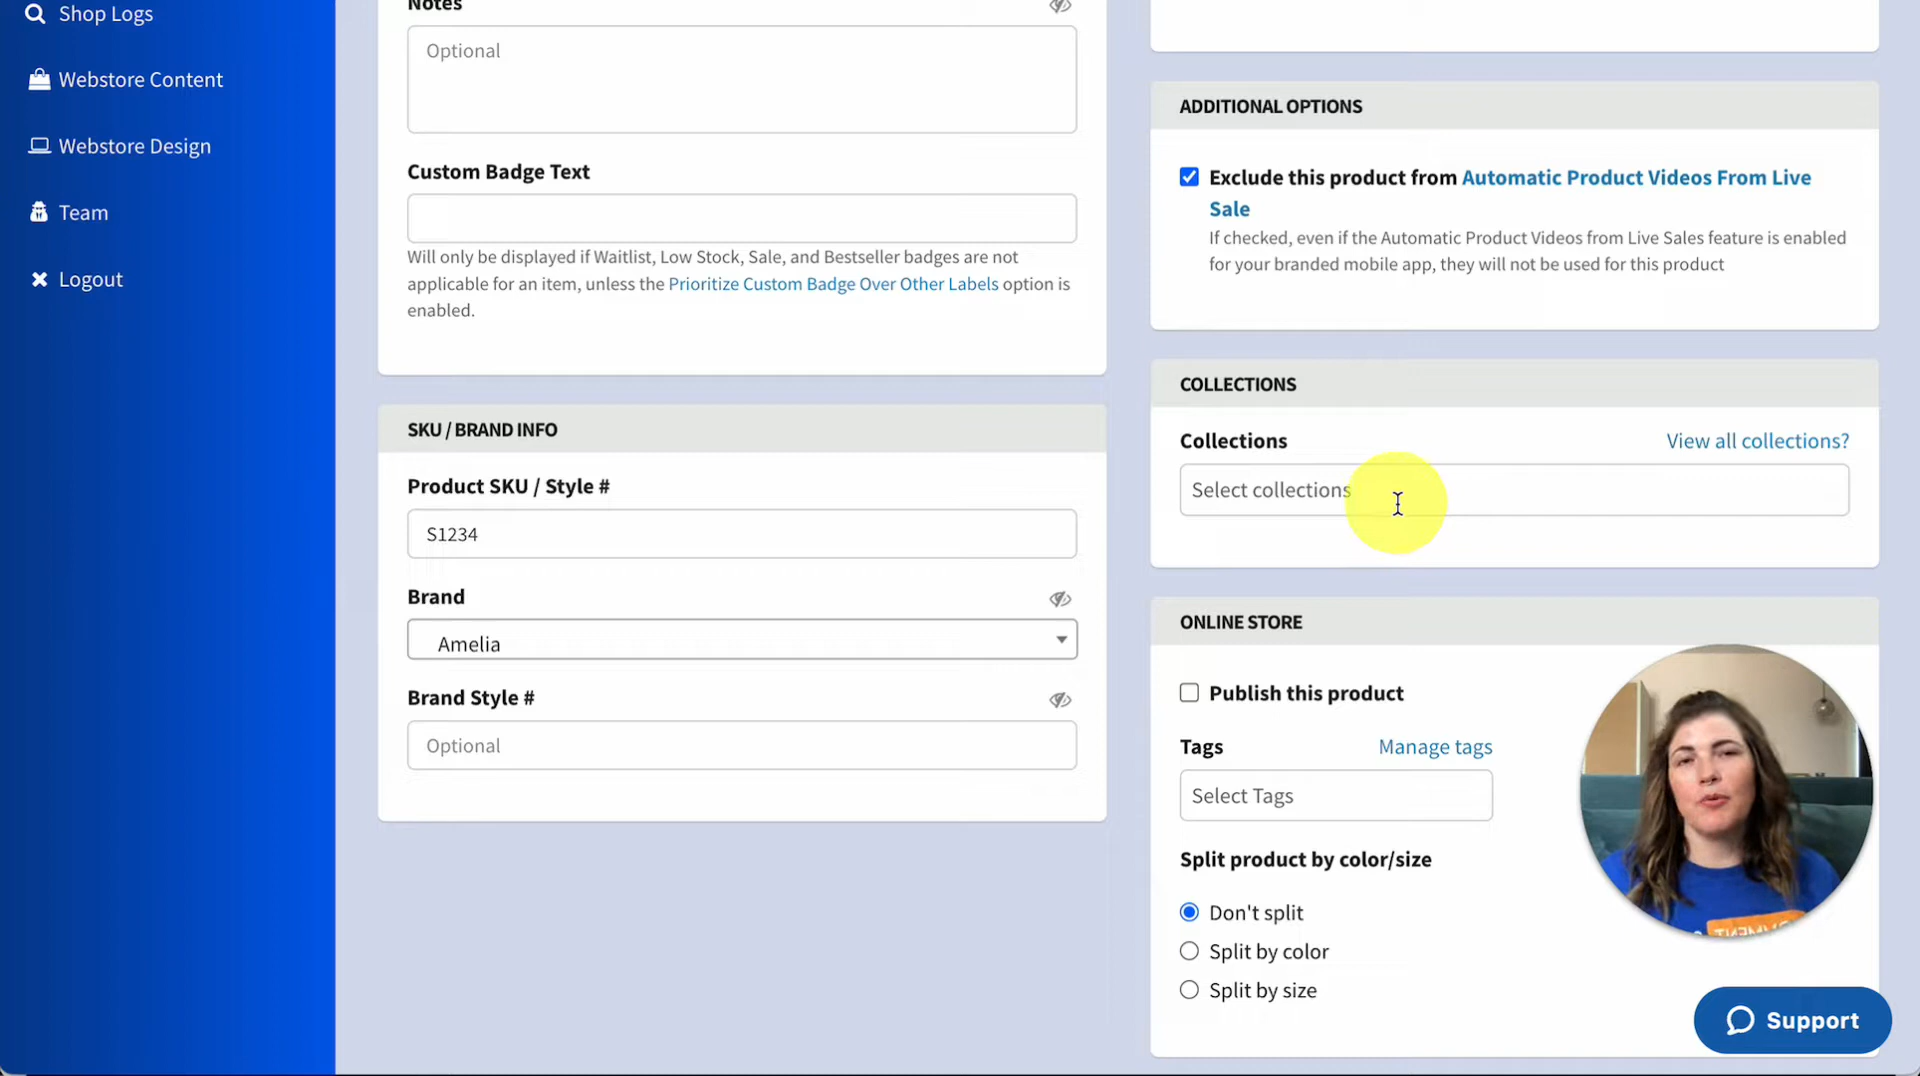 Shop Logs
Webstore Content
Webstore Design
Team
Logout
Notes
Optional
Custom Badge Text
Will only be displayed if Waitlist, Low Stock, Sale, and Bestseller badges are not
applicable for an item, unless the Prioritize Custom Badge Over Other Labels option is
enabled.
SKU / BRAND INFO
Product SKU / Style #
S1234
Brand
Amelia
Brand Style #
Optional
ADDITIONAL OPTIONS
Exclude this product from Automatic Product Videos From Live
Sale
If checked, even if the Automatic Product Videos from Live Sales feature is enabled
for your branded mobile app, they will not be used for this product
COLLECTIONS
Collections
View all collections?
Select collections
ONLINE STORE
Publish this product
Tags
Manage tags
Select Tags
Split product by color/size
Don't split
Split by color
Split by size
Support